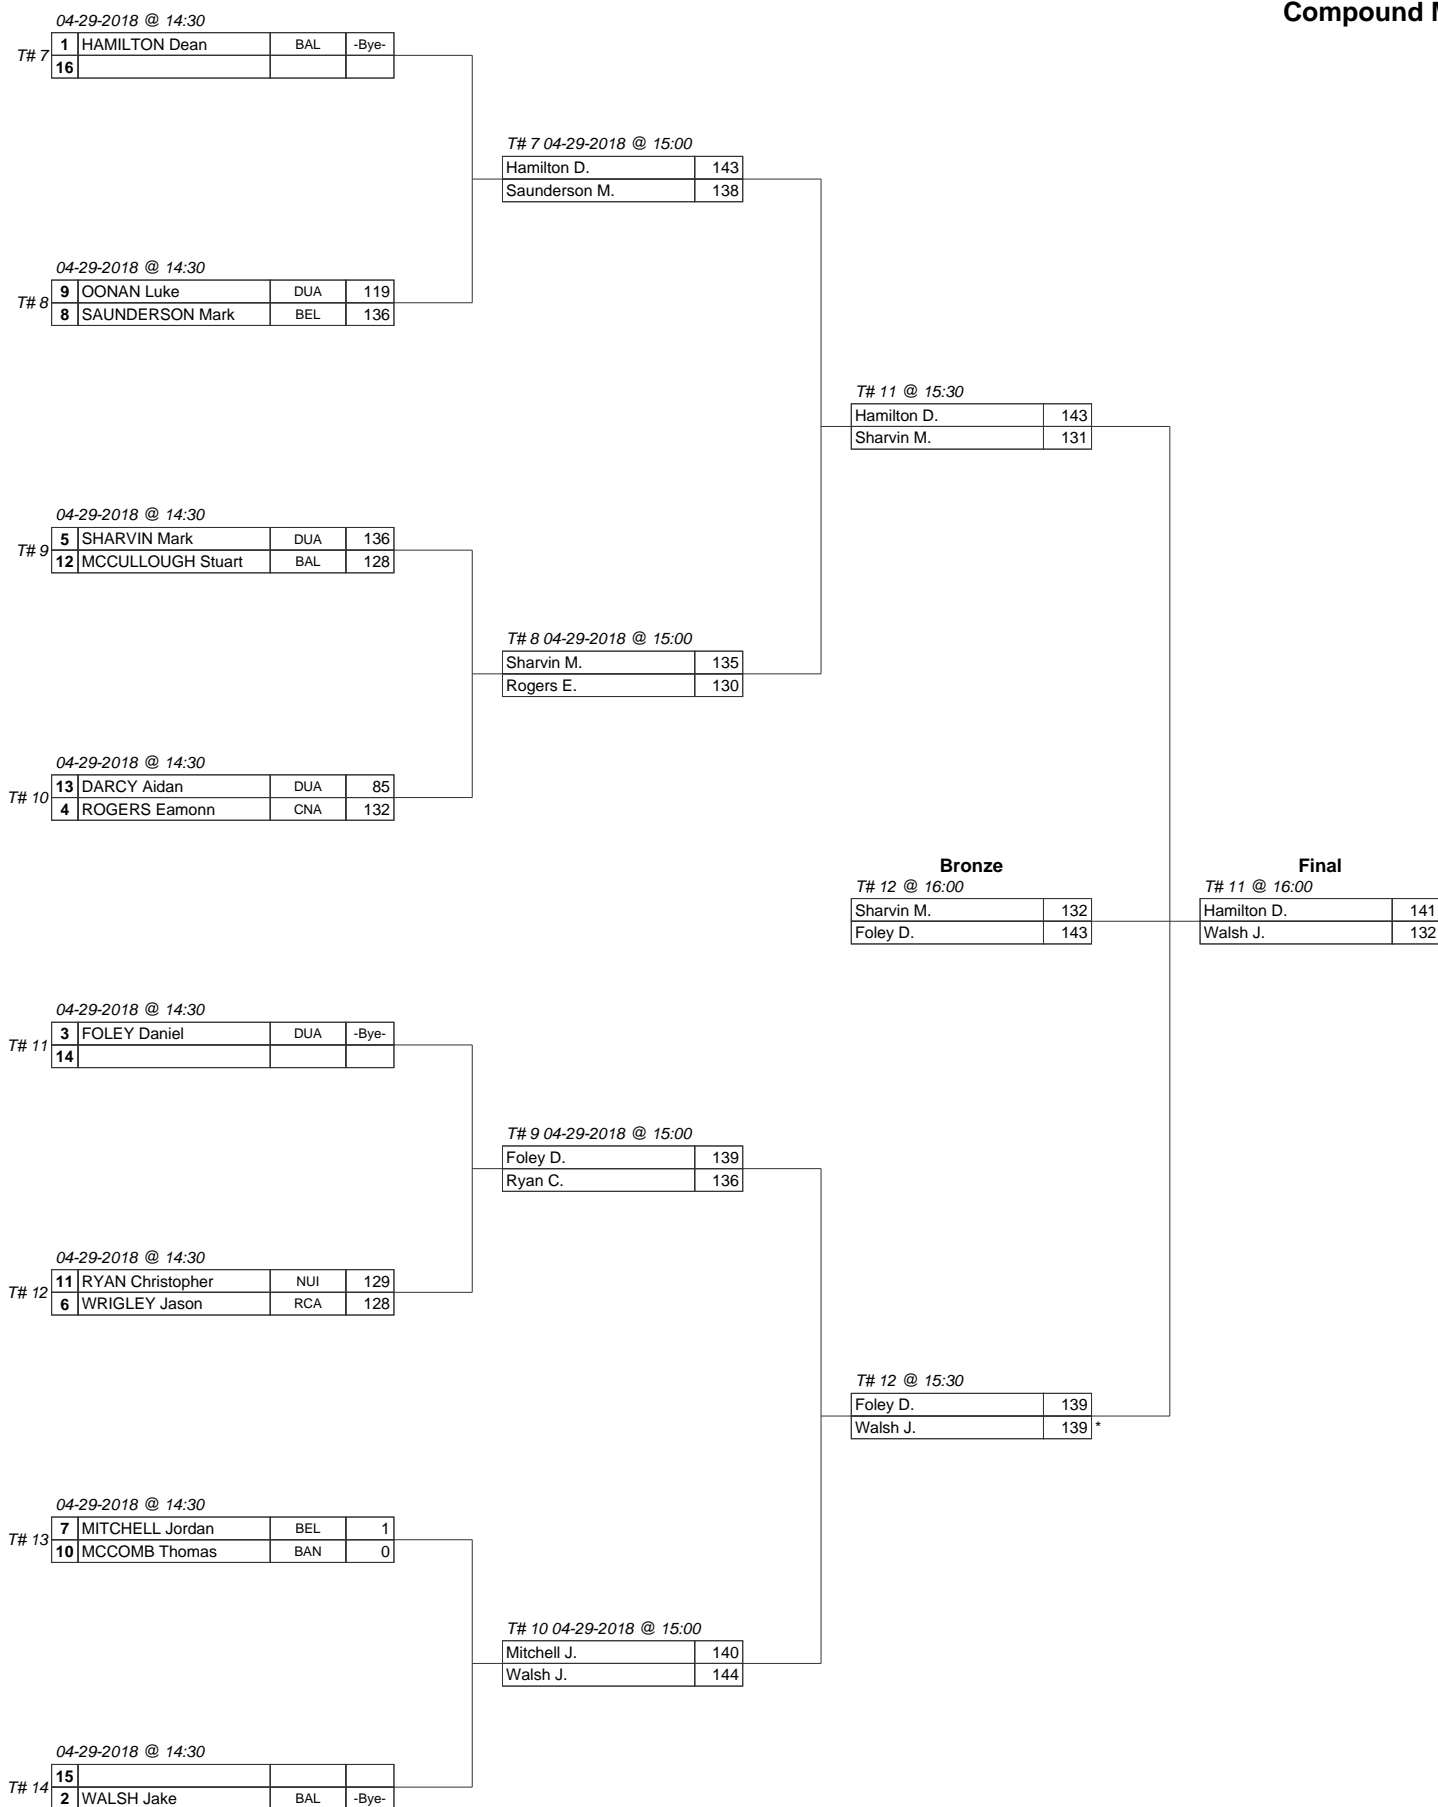 Compound M
04-29-2018 @ 14:30
T# 7
1 HAMILTON Dean BAL -Bye-
16
T# 7 04-29-2018 @ 15:00
Hamilton D. 143
Saunderson M. 138
04-29-2018 @ 14:30
T# 8
9 OONAN Luke DUA 119
8 SAUNDERSON Mark BEL 136
T# 11 @ 15:30
Hamilton D. 143
Sharvin M. 131
04-29-2018 @ 14:30
T# 9
5 SHARVIN Mark DUA 136
12 MCCULLOUGH Stuart BAL 128
T# 8 04-29-2018 @ 15:00
Sharvin M. 135
Rogers E. 130
04-29-2018 @ 14:30
T# 10
13 DARCY Aidan DUA 85
4 ROGERS Eamonn CNA 132
Bronze
T# 12 @ 16:00
Sharvin M. 132
Foley D. 143
Final
T# 11 @ 16:00
Hamilton D. 141
Walsh J. 132
04-29-2018 @ 14:30
T# 11
3 FOLEY Daniel DUA -Bye-
14
T# 9 04-29-2018 @ 15:00
Foley D. 139
Ryan C. 136
04-29-2018 @ 14:30
T# 12
11 RYAN Christopher NUI 129
6 WRIGLEY Jason RCA 128
T# 12 @ 15:30
Foley D. 139
Walsh J. 139 *
04-29-2018 @ 14:30
T# 13
7 MITCHELL Jordan BEL 1
10 MCCOMB Thomas BAN 0
T# 10 04-29-2018 @ 15:00
Mitchell J. 140
Walsh J. 144
04-29-2018 @ 14:30
T# 14
15
2 WALSH Jake BAL -Bye-